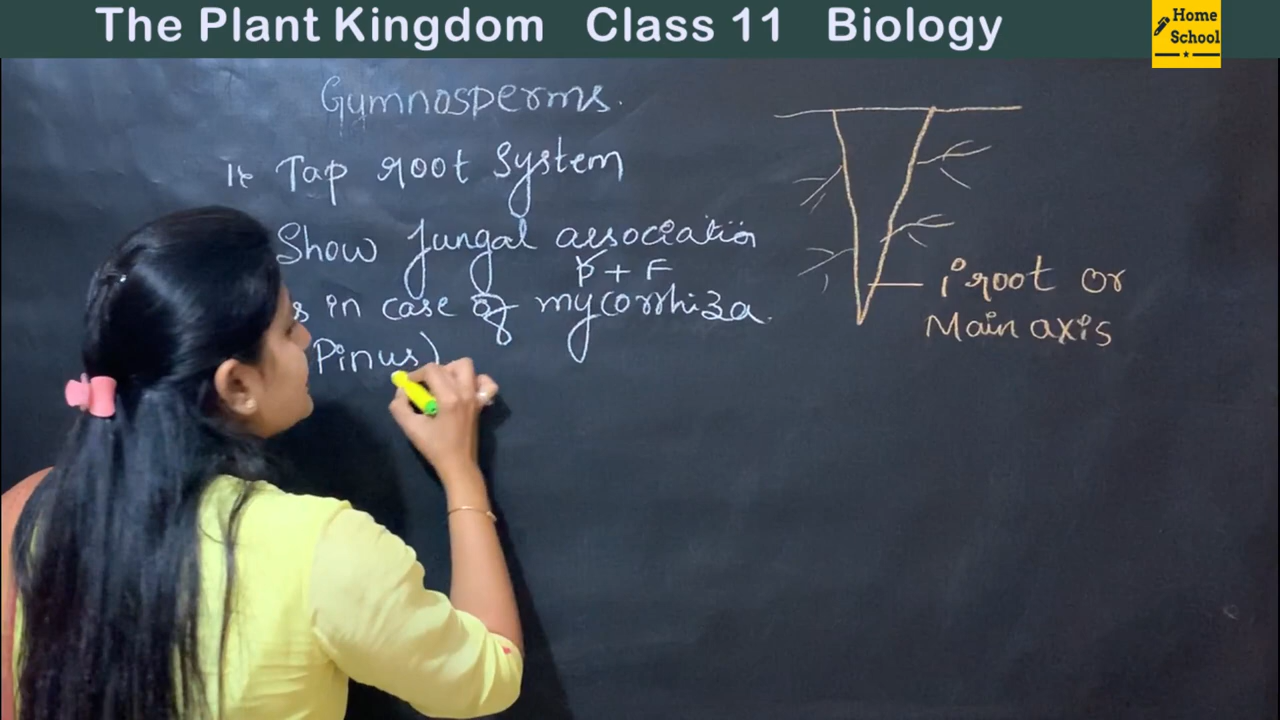 The Plant Kingdom Class 11 Biology
Home
School
Gymnosperms.
Tap root System
Show fungal association
P + F
s in case of mycorrhiza.
Pinus)
i root or
Main axis